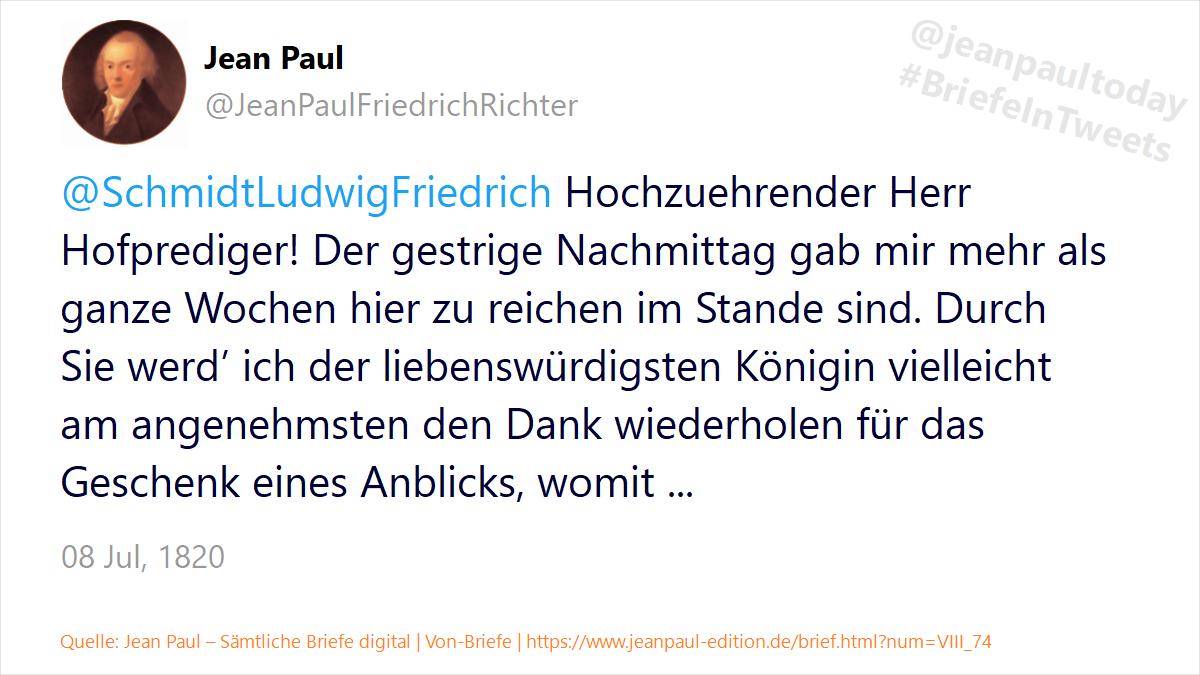 Jean Paul
@JeanPaulFriedrichRichter
@jeanpaultoday
#BriefeInTweets
@SchmidtLudwigFriedrich Hochzuehrender Herr
Hofprediger! Der gestrige Nachmittag gab mir mehr als
ganze Wochen hier zu reichen im Stande sind. Durch
Sie werd’ ich der liebenswürdigsten Königin vielleicht
am angenehmsten den Dank wiederholen für das
Geschenk eines Anblicks, womit ...
08 Jul, 1820
Quelle: Jean Paul – Sämtliche Briefe digital | Von-Briefe | https://www.jeanpaul-edition.de/brief.html?num=VIII_74